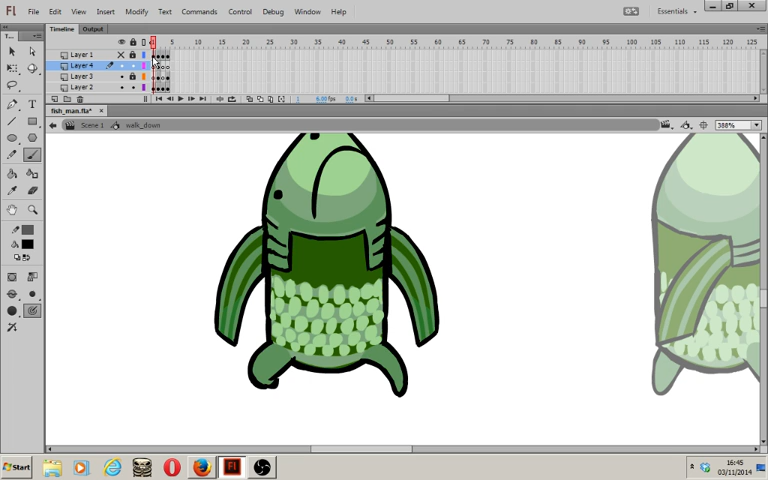 Fl File Edit View Insert Modify Text Commands Control Debug Window Help Essentials
Timeline Output
5 10 15 20 25 30 35 40 45 50 55 60 65 70 75 80 85 90 95 100 105 110 115 120 125
Layer 1
Layer 4
Layer 3
Layer 2
1 6.00 fps 0.0 s
fish_man.fla* x
Scene 1 walk_down 388%
T
Start Fl 16:45
03/11/2014